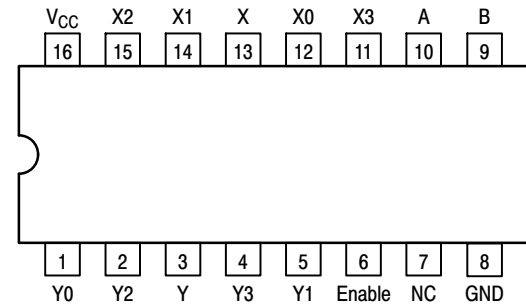 VCC X2 X1 X X0 X3 A B
16 15 14 13 12 11 10 9
1 2 3 4 5 6 7 8
Y0 Y2 Y Y3 Y1 Enable NC GND